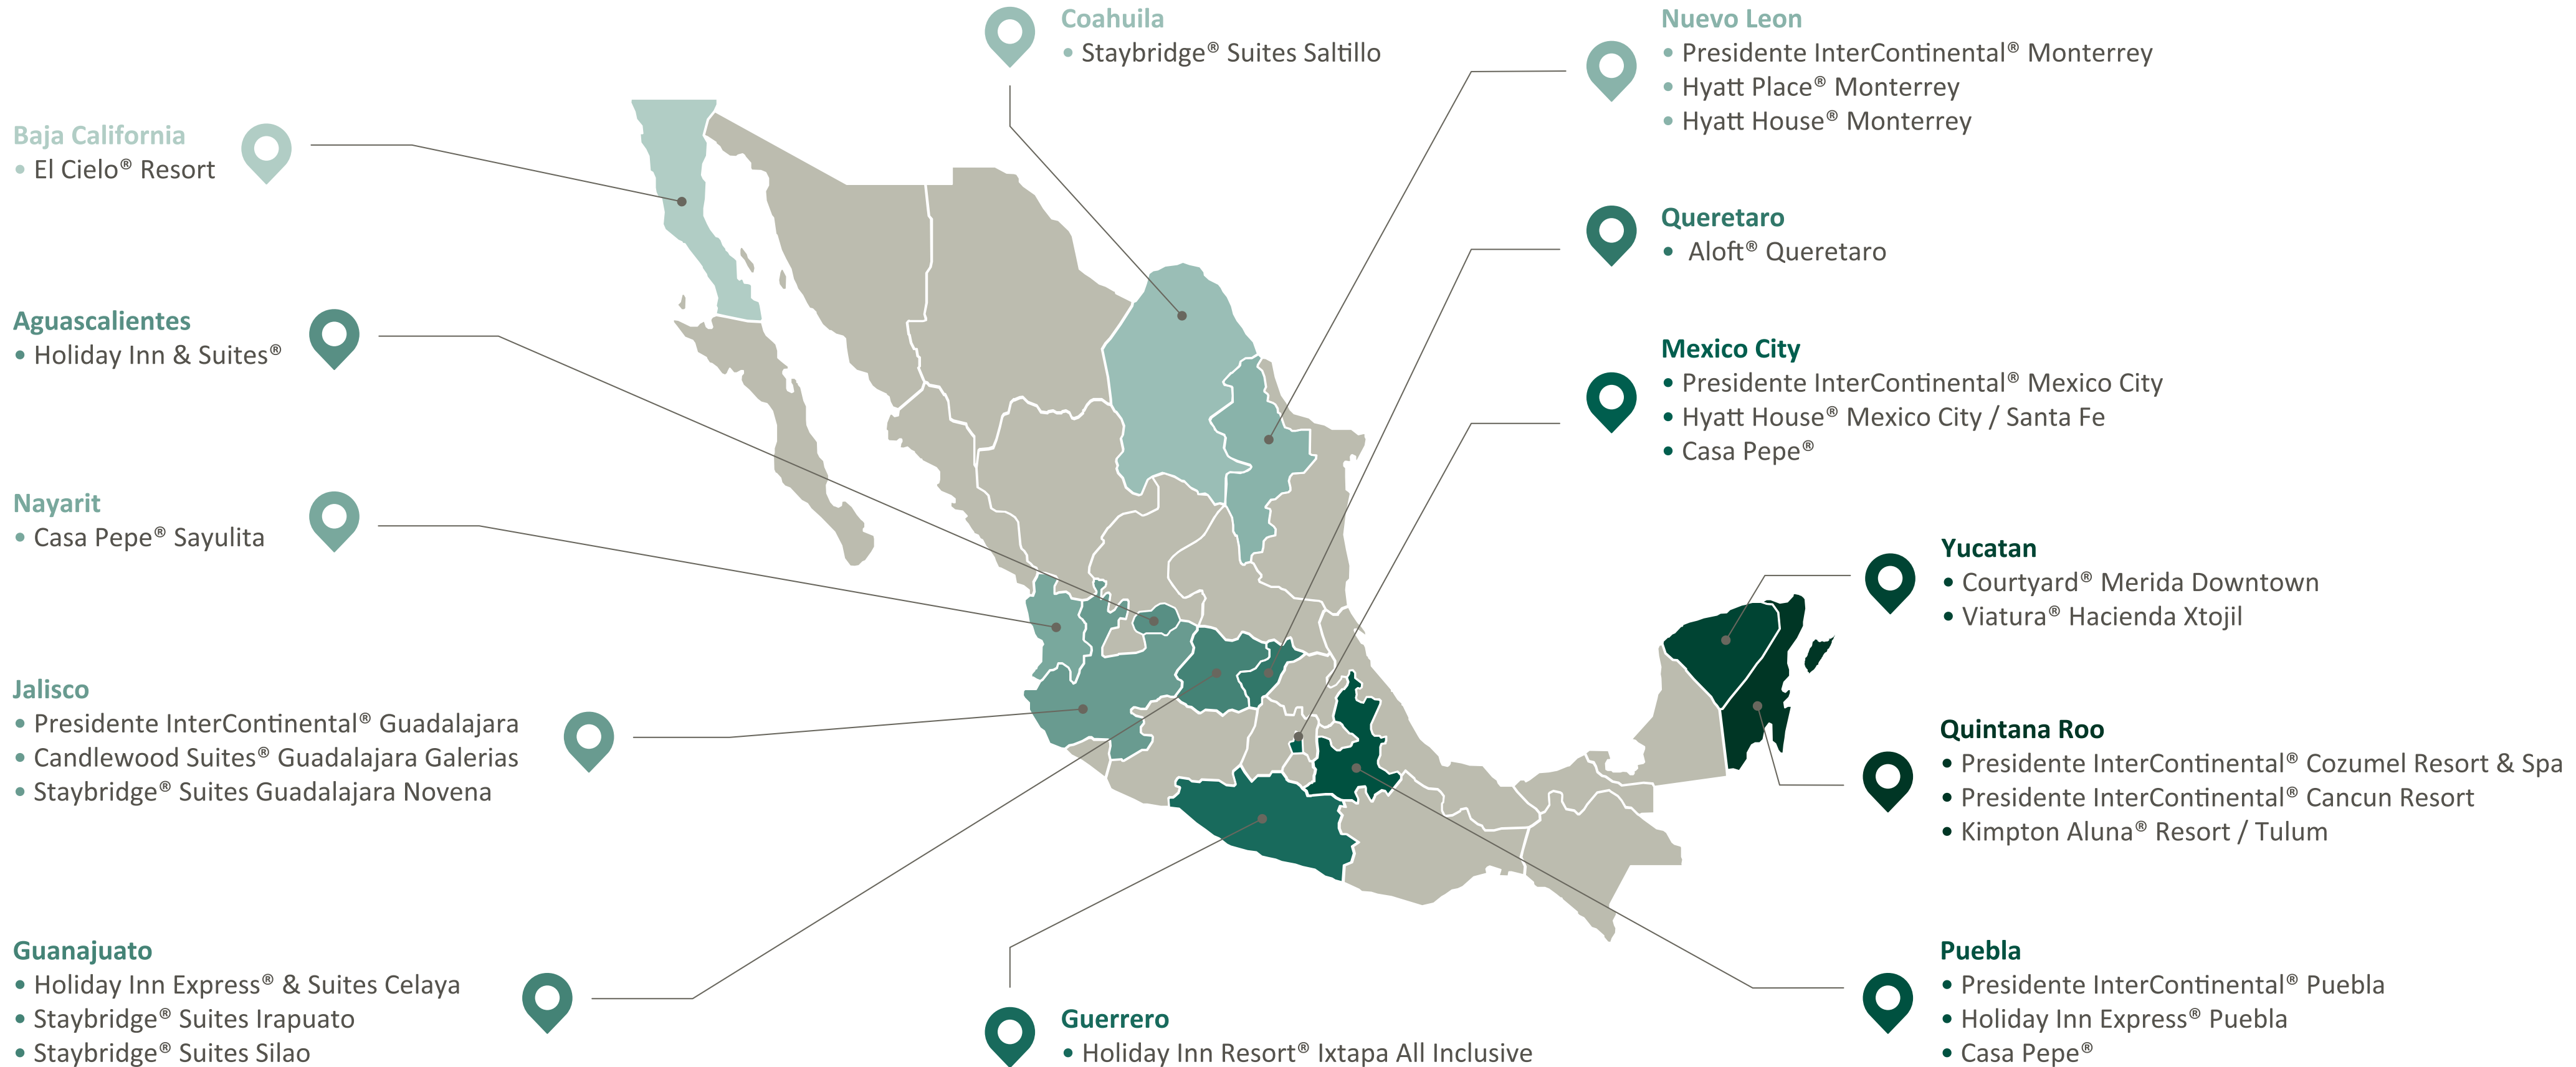 Coahuila
• Staybridge® Suites Saltillo
Nuevo Leon
• Presidente InterContinental® Monterrey
• Hyatt Place® Monterrey
• Hyatt House® Monterrey
Baja California
• El Cielo® Resort
Queretaro
• Aloft® Queretaro
Aguascalientes
• Holiday Inn & Suites®
Mexico City
• Presidente InterContinental® Mexico City
• Hyatt House® Mexico City / Santa Fe
• Casa Pepe®
Nayarit
• Casa Pepe® Sayulita
Yucatan
• Courtyard® Merida Downtown
• Viatura® Hacienda Xtojil
Jalisco
• Presidente InterContinental® Guadalajara
• Candlewood Suites® Guadalajara Galerias
• Staybridge® Suites Guadalajara Novena
Quintana Roo
• Presidente InterContinental® Cozumel Resort & Spa
• Presidente InterContinental® Cancun Resort
• Kimpton Aluna® Resort / Tulum
Guanajuato
• Holiday Inn Express® & Suites Celaya
• Staybridge® Suites Irapuato
• Staybridge® Suites Silao
Guerrero
• Holiday Inn Resort® Ixtapa All Inclusive
Puebla
• Presidente InterContinental® Puebla
• Holiday Inn Express® Puebla
• Casa Pepe®